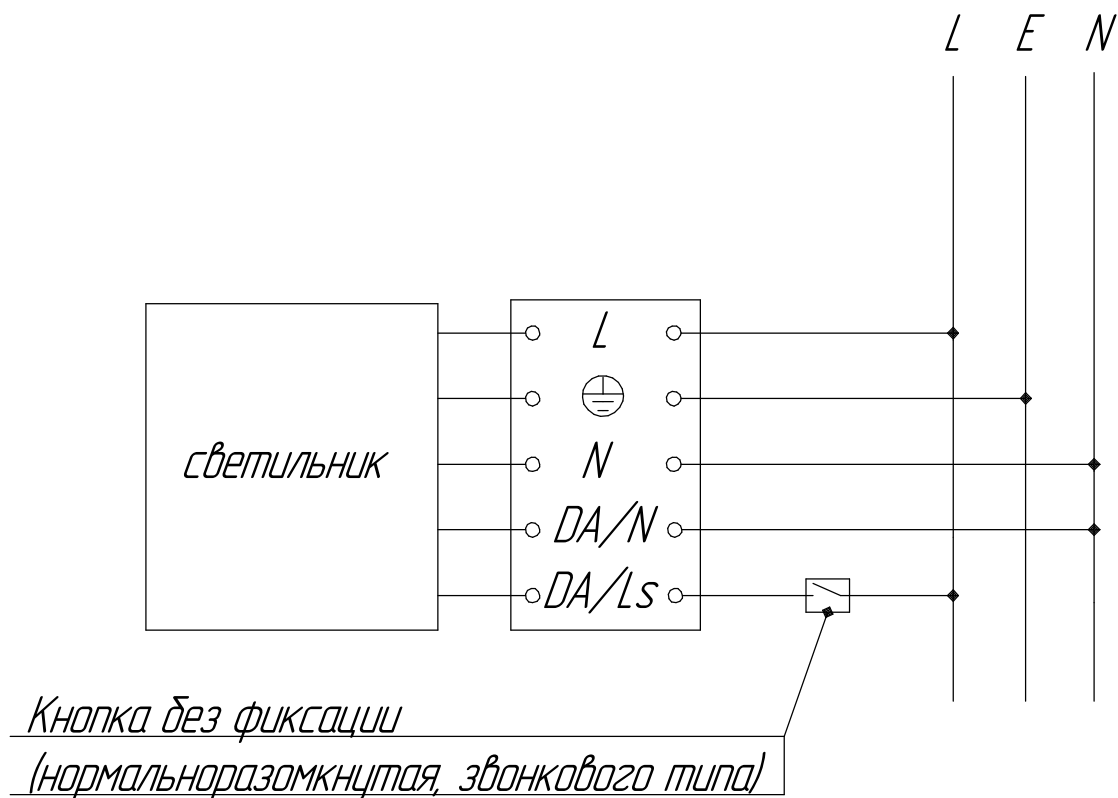 L E N
L
N
светильник
DA/N
DA/Ls
Кнопка без фиксации
(нормальноразомкнутая, звонкового типа)